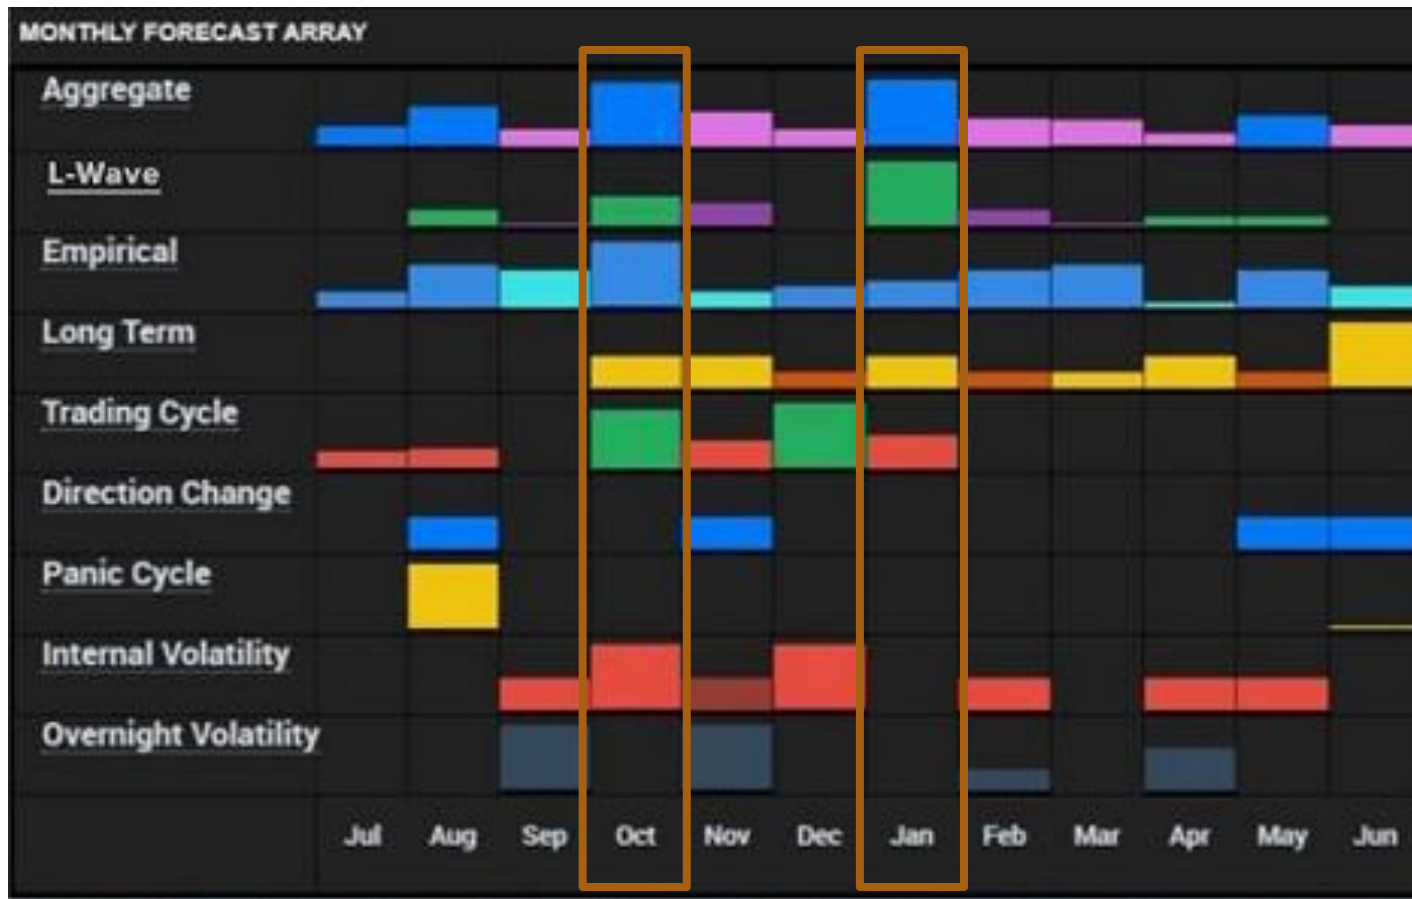 MONTHLY FORECAST ARRAY
Aggregate
L-Wave
Empirical
Long Term
Trading Cycle
Direction Change
Panic Cycle
Internal Volatility
Overnight Volatility
Jul Aug Sep Oct Nov Dec Jan Feb Mar Apr May Jun